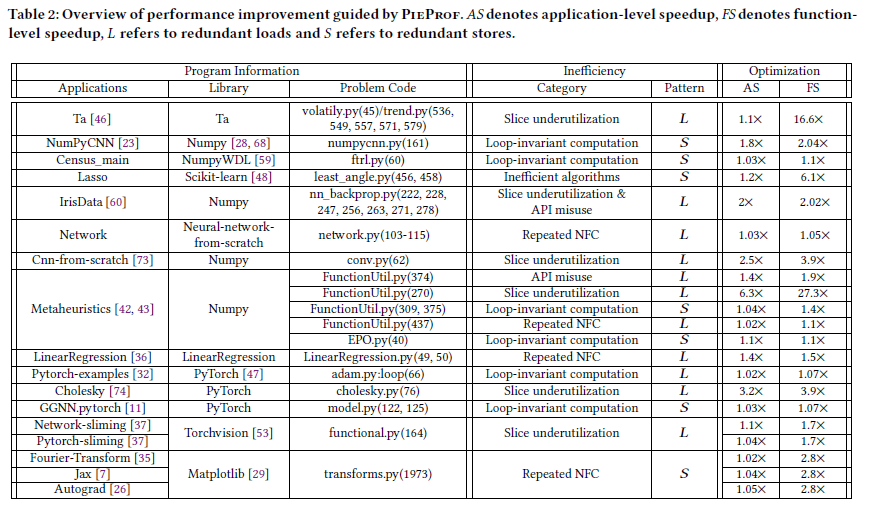 Table 2: Overview of performance improvement guided by PIEPROF. AS denotes application-level speedup, FS denotes function-
level speedup, L refers to redundant loads and S refers to redundant stores.
Program Information Inefficiency Optimization
Applications Library Problem Code Category Pattern AS FS
Ta [46] Ta volatily.py(45)/trend.py(536, 549, 557, 571, 579) Slice underutilization L 1.1× 16.6×
NumPyCNN [23] Numpy [28, 68] numpycnn.py(161) Loop-invariant computation S 1.8× 2.04×
Census_main NumpyWDL [59] ftrl.py(60) Loop-invariant computation S 1.03× 1.1×
Lasso Scikit-learn [48] least_angle.py(456, 458) Inefficient algorithms S 1.2× 6.1×
IrisData [60] Numpy nn_backprop.py(222, 228, 247, 256, 263, 271, 278) Slice underutilization & API misuse L 2× 2.02×
Network Neural-network-from-scratch network.py(103-115) Repeated NFC L 1.03× 1.05×
Cnn-from-scratch [73] Numpy conv.py(62) Slice underutilization L 2.5× 3.9×
Metaheuristics [42, 43] Numpy FunctionUtil.py(374) API misuse L 1.4× 1.9×
FunctionUtil.py(270) Slice underutilization L 6.3× 27.3×
FunctionUtil.py(309, 375) Loop-invariant computation S 1.04× 1.4×
FunctionUtil.py(437) Repeated NFC L 1.02× 1.1×
EPO.py(40) Loop-invariant computation S 1.1× 1.1×
LinearRegression [36] LinearRegression LinearRegression.py(49, 50) Repeated NFC L 1.4× 1.5×
Pytorch-examples [32] PyTorch [47] adam.py:loop(66) Loop-invariant computation L 1.02× 1.07×
Cholesky [74] PyTorch cholesky.py(76) Slice underutilization L 3.2× 3.9×
GGNN.pytorch [11] PyTorch model.py(122, 125) Loop-invariant computation S 1.03× 1.07×
Network-sliming [37] Torchvision [53] functional.py(164) Slice underutilization L 1.1× 1.7×
Pytorch-sliming [37] 1.04× 1.7×
Fourier-Transform [35] Matplotlib [29] transforms.py(1973) Repeated NFC S 1.02× 2.8×
Jax [7] 1.04× 2.8×
Autograd [26] 1.05× 2.8×